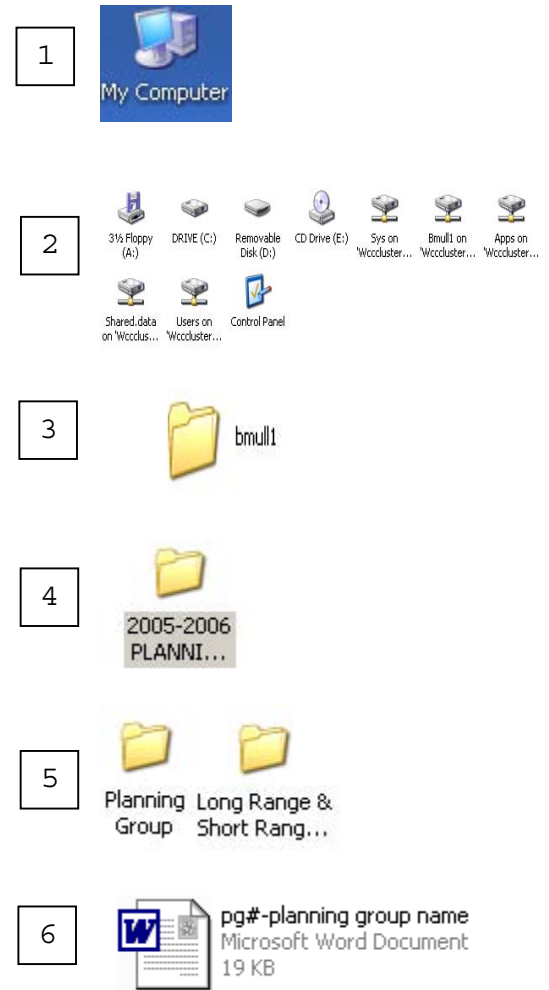 1
My Computer
2
3½ Floppy (A:)
DRIVE (C:)
Removable Disk (D:)
CD Drive (E:)
Sys on 'Wcccluster...
Bmull1 on 'Wcccluster...
Apps on 'Wcccluster...
Shared.data on 'Wccclus...
Users on 'Wcccluster...
Control Panel
3
bmull1
4
2005-2006
PLANNI...
5
Planning
Group
Long Range &
Short Rang...
6
pg#-planning group name
Microsoft Word Document
19 KB